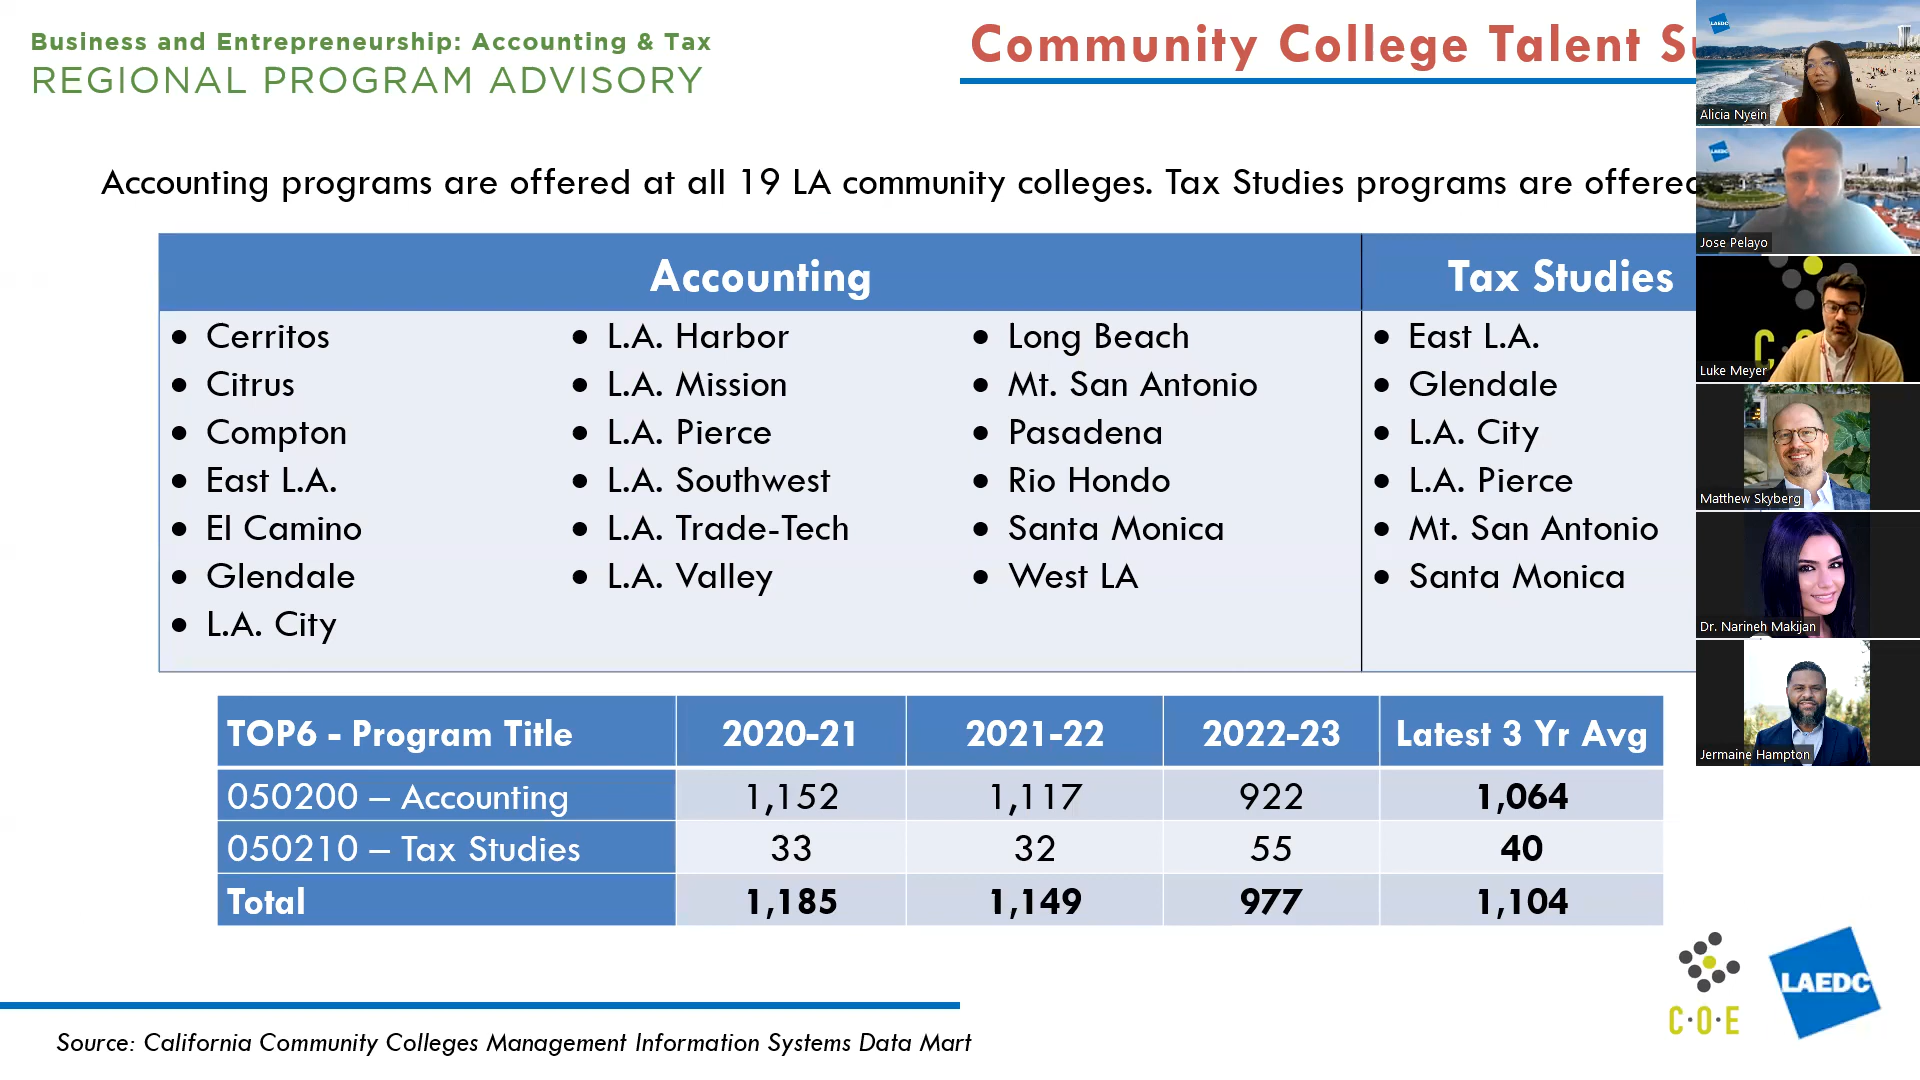 Business and Entrepreneurship: Accounting & Tax
REGIONAL PROGRAM ADVISORY
Community College Talent
Accounting programs are offered at all 19 LA community colleges. Tax Studies programs are offered
Accounting
Tax Studies
• Cerritos
• Citrus
• Compton
• East L.A.
• El Camino
• Glendale
• L.A. City
• L.A. Harbor
• L.A. Mission
• L.A. Pierce
• L.A. Southwest
• L.A. Trade-Tech
• L.A. Valley
• Long Beach
• Mt. San Antonio
• Pasadena
• Rio Hondo
• Santa Monica
• West LA
• East L.A.
• Glendale
• L.A. City
• L.A. Pierce
• Mt. San Antonio
• Santa Monica
TOP6 - Program Title 2020-21 2021-22 2022-23 Latest 3 Yr Avg
050200 – Accounting 1,152 1,117 922 1,064
050210 – Tax Studies 33 32 55 40
Total 1,185 1,149 977 1,104
Source: California Community Colleges Management Information Systems Data Mart
C·O·E
LAEDC
LAEDC
Alicia Nyein
LAEDC
Jose Pelayo
Luke Meyer
Matthew Skyberg
Dr. Narineh Makijan
Jermaine Hampton